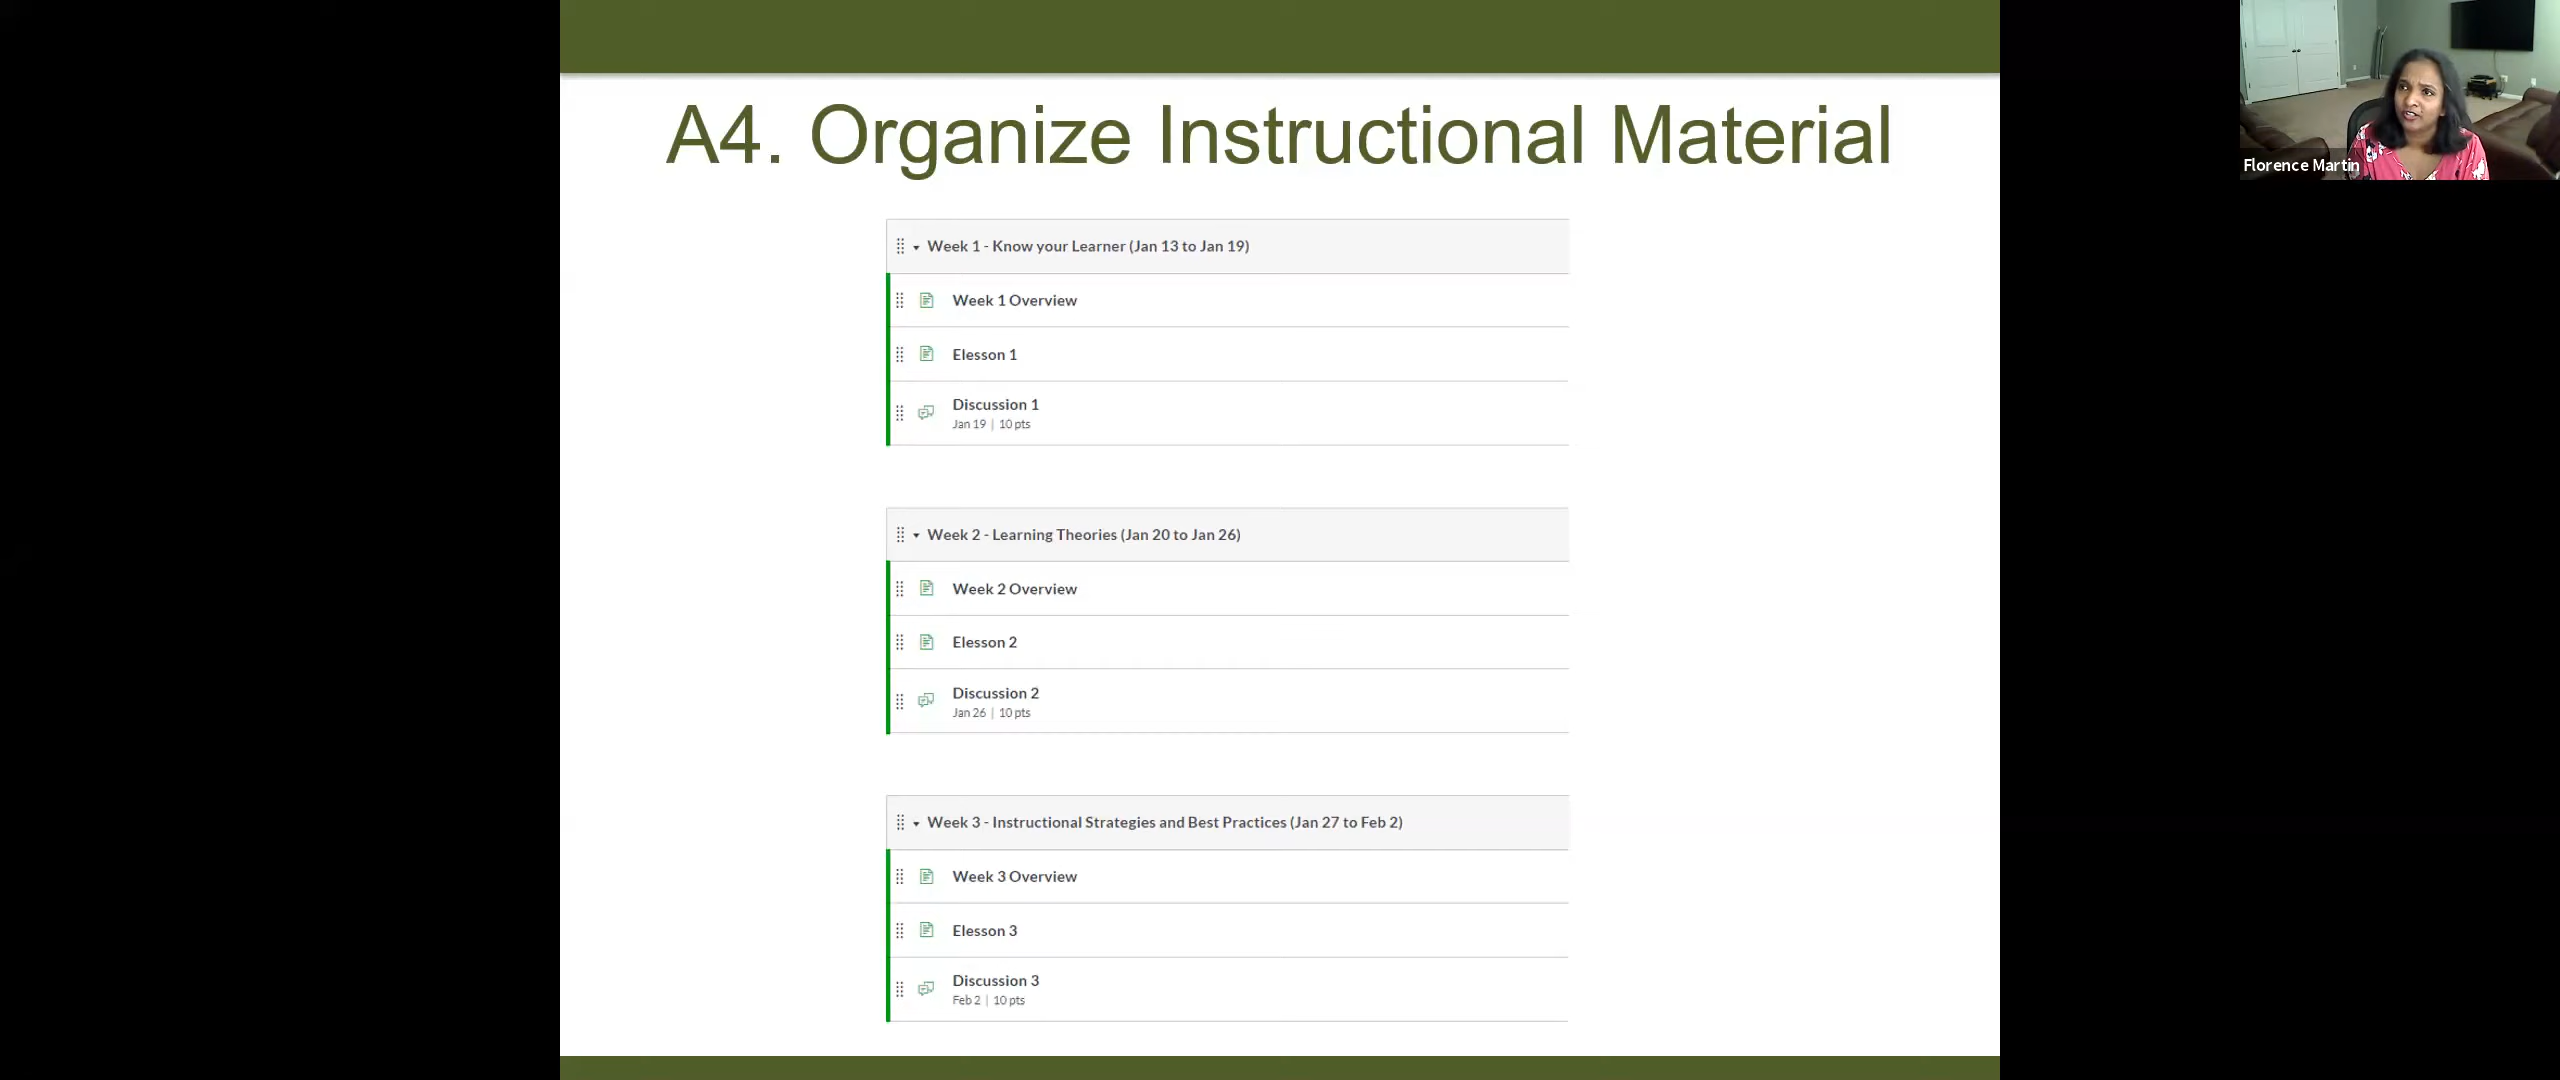 A4. Organize Instructional Material
Florence Martin
Week 1 - Know your Learner (Jan 13 to Jan 19)
Week 1 Overview
Elesson 1
Discussion 1
Jan 19 | 10 pts
Week 2 - Learning Theories (Jan 20 to Jan 26)
Week 2 Overview
Elesson 2
Discussion 2
Jan 26 | 10 pts
Week 3 - Instructional Strategies and Best Practices (Jan 27 to Feb 2)
Week 3 Overview
Elesson 3
Discussion 3
Feb 2 | 10 pts